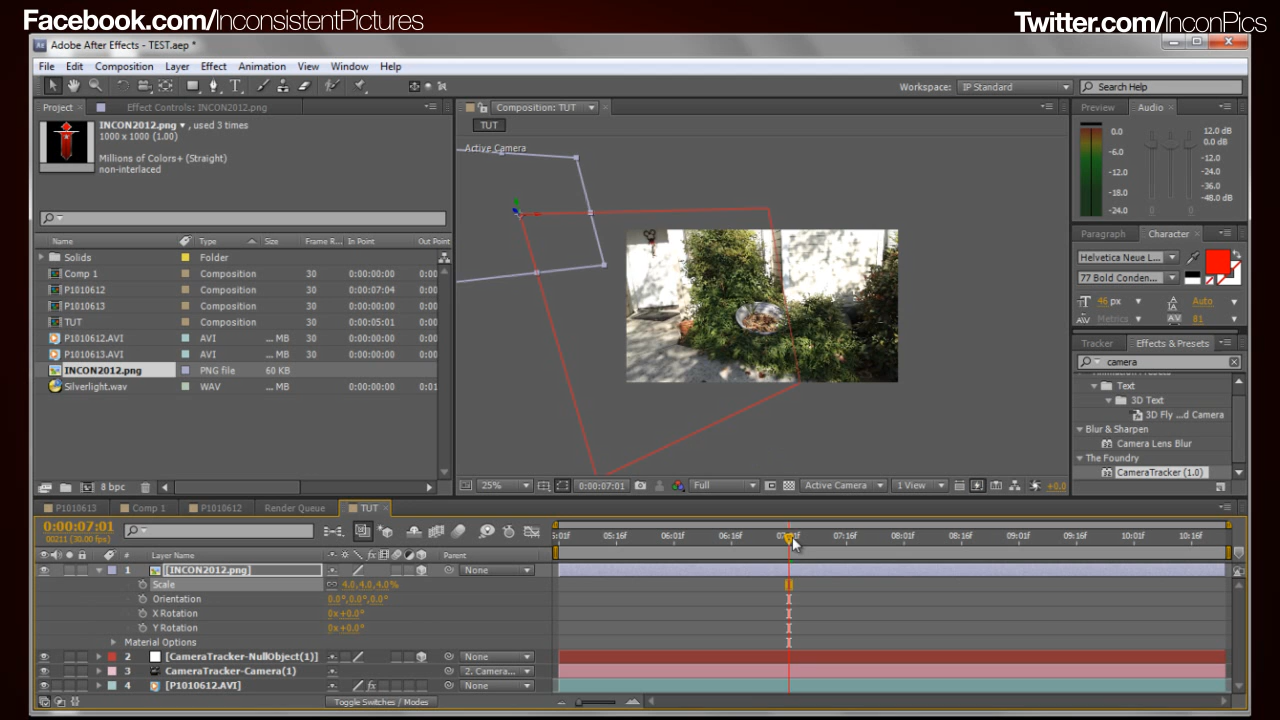 Facebook.com/InconsistentPictures
Twitter.com/InconPics
Adobe After Effects - TEST.aep *
File Edit Composition Layer Effect Animation View Window Help
Workspace: IP Standard
Search Help
Project Effect Controls: INCON2012.png
INCON2012.png ▾, used 3 times
1000 x 1000 (1.00)
Millions of Colors+ (Straight)
non-interlaced
Name Type Size Frame R... In Point Out Point
Solids Folder
Comp 1 Composition 30 0:00:00:00 0:00
P1010612 Composition 30 0:00:07:04 0:00
P1010613 Composition 30 0:00:00:00 0:00
TUT Composition 30 0:00:05:01 0:00
P1010612.AVI AVI ... MB 30 0:00:00:00 0:00
P1010613.AVI AVI ... MB 30 0:00:00:00 0:00
INCON2012.png PNG file 60 KB
Silverlight.wav WAV ... MB 0:00:00:00 0:01
8 bpc
Composition: TUT
TUT
Active Camera
25% 0:00:07:01 Full Active Camera 1 View +0.0
Preview Audio
0.0 12.0 dB
0.0 dB
-6.0
-12.0
-12.0
-24.0
-18.0
-36.0
-24.0
-48.0 dB
0 0
Paragraph Character
Helvetica Neue L...
77 Bold Conden...
46 px Auto
Metrics 81
Tracker Effects & Presets
camera
Animation Presets
Text
3D Text
3D Fly ...d Camera
Blur & Sharpen
Camera Lens Blur
The Foundry
CameraTracker (1.0)
P1010613 Comp 1 P1010612 Render Queue TUT
0:00:07:01
00211 (30.00 fps)
5:01f 05:16f 06:01f 06:16f 07:01f 07:16f 08:01f 08:16f 09:01f 09:16f 10:01f 10:16f
# Layer Name Parent
1 [INCON2012.png] None
Scale 4.0,4.0,4.0%
Orientation 0.0°,0.0°,0.0°
X Rotation 0x+0.0°
Y Rotation 0x+0.0°
Material Options
2 [CameraTracker-NullObject(1)] None
3 CameraTracker-Camera(1) 2. Camera...
4 [P1010612.AVI] None
Toggle Switches / Modes